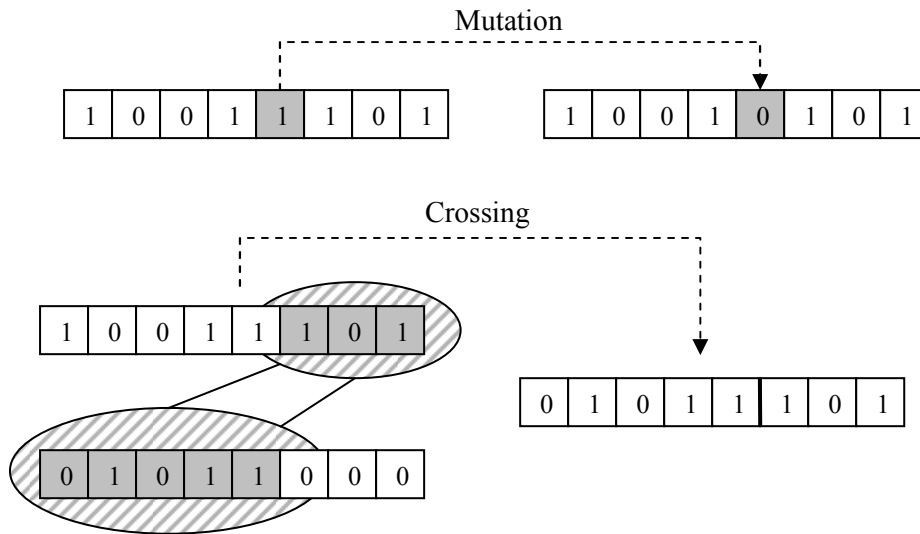 Mutation
1 0 0 1 1 1 0 1
1 0 0 1 0 1 0 1
Crossing
1 0 0 1 1 1 0 1
0 1 0 1 1 1 0 1
0 1 0 1 1 0 0 0